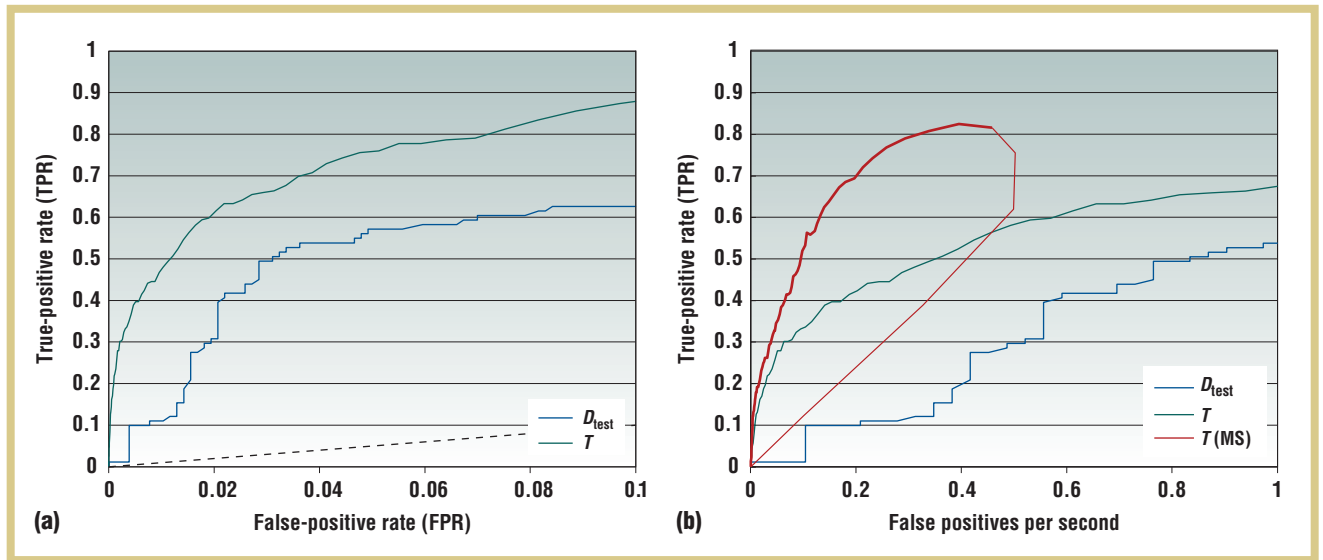 1
0.9
0.8
0.7
0.6
0.5
0.4
0.3
0.2
0.1
0
True-positive rate (TPR)
0 0.02 0.04 0.06 0.08 0.1
False-positive rate (FPR)
(a)
D_test
T
1
0.9
0.8
0.7
0.6
0.5
0.4
0.3
0.2
0.1
0
True-positive rate (TPR)
0 0.2 0.4 0.6 0.8 1
False positives per second
(b)
D_test
T
T (MS)